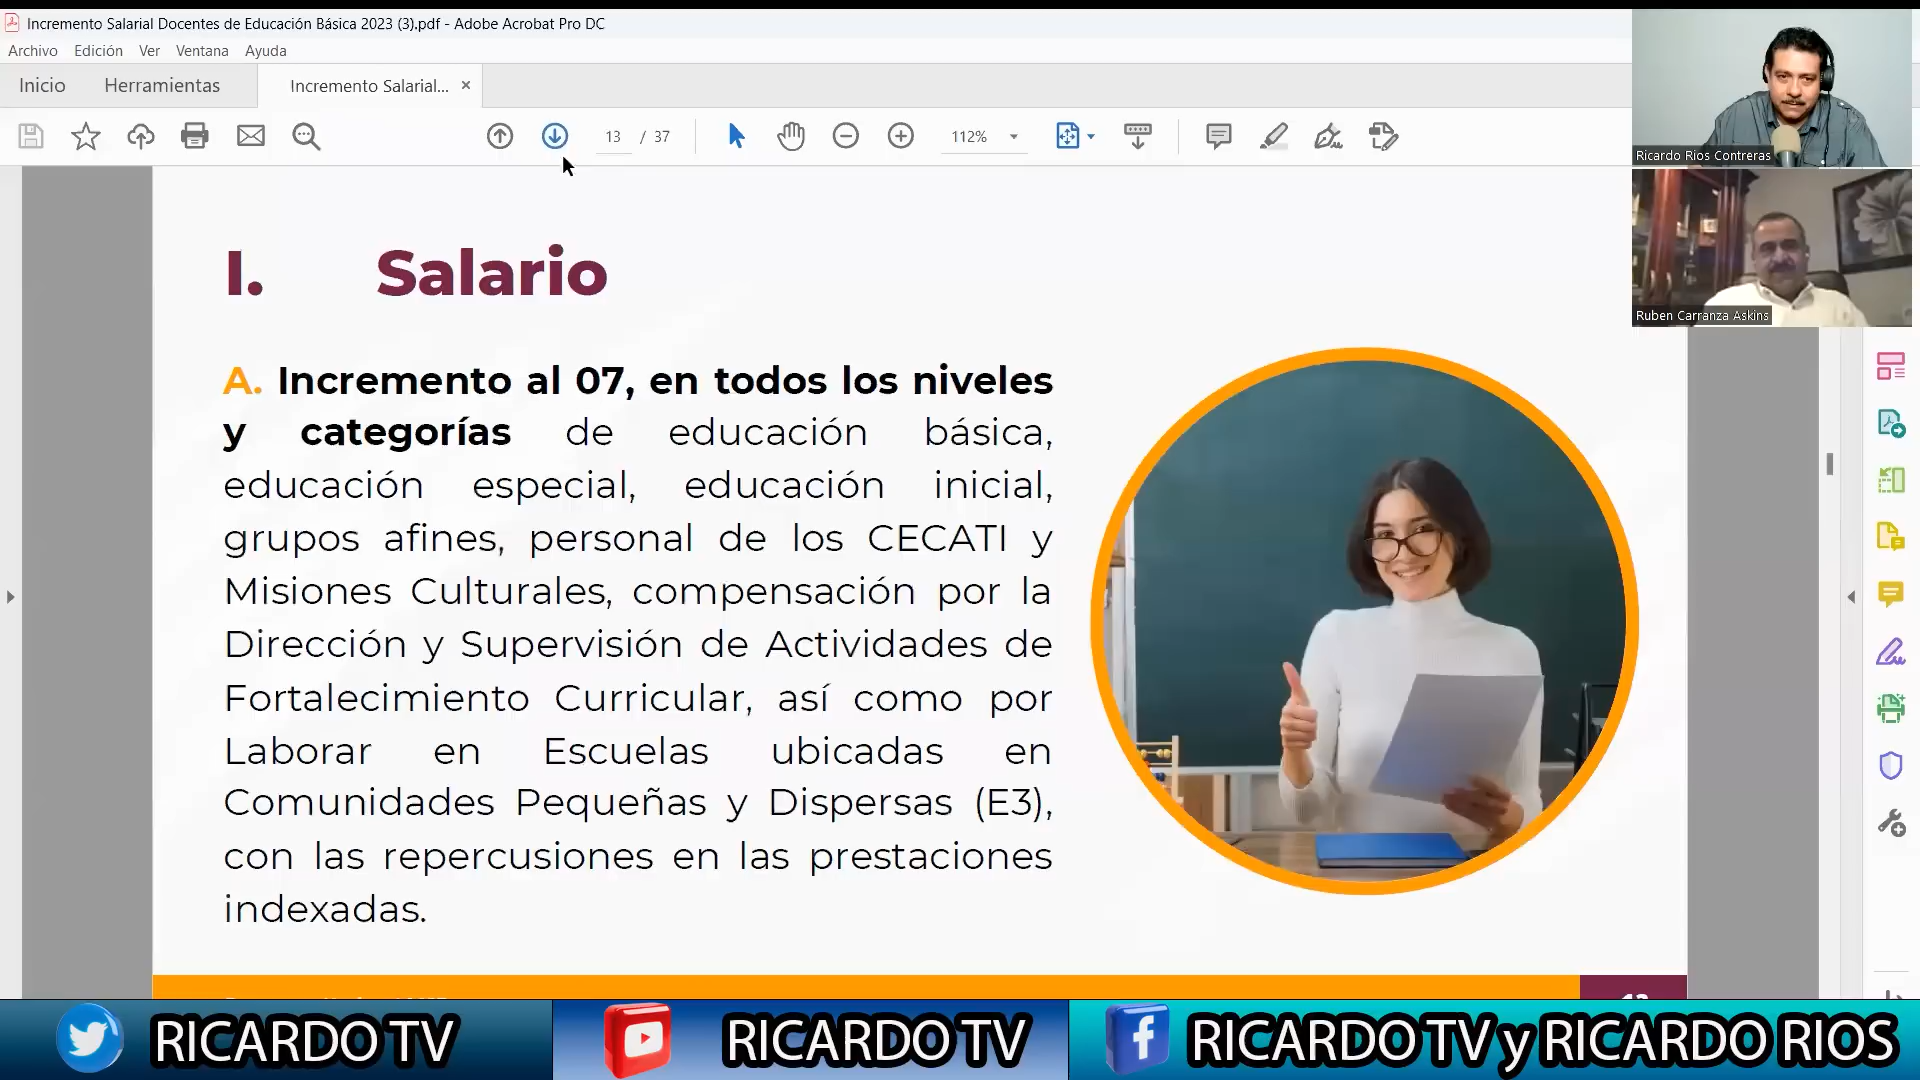 Incremento Salarial Docentes de Educación Básica 2023 (3).pdf - Adobe Acrobat Pro DC
Archivo Edición Ver Ventana Ayuda
Inicio Herramientas Incremento Salarial... ×
13 / 37 112%
Ricardo Rios Contreras
Ruben Carranza Askins
I. Salario
A. Incremento al 07, en todos los niveles
y categorías de educación básica,
educación especial, educación inicial,
grupos afines, personal de los CECATI y
Misiones Culturales, compensación por la
Dirección y Supervisión de Actividades de
Fortalecimiento Curricular, así como por
Laborar en Escuelas ubicadas en
Comunidades Pequeñas y Dispersas (E3),
con las repercusiones en las prestaciones
indexadas.
RICARDO TV RICARDO TV RICARDO TV y RICARDO RIOS